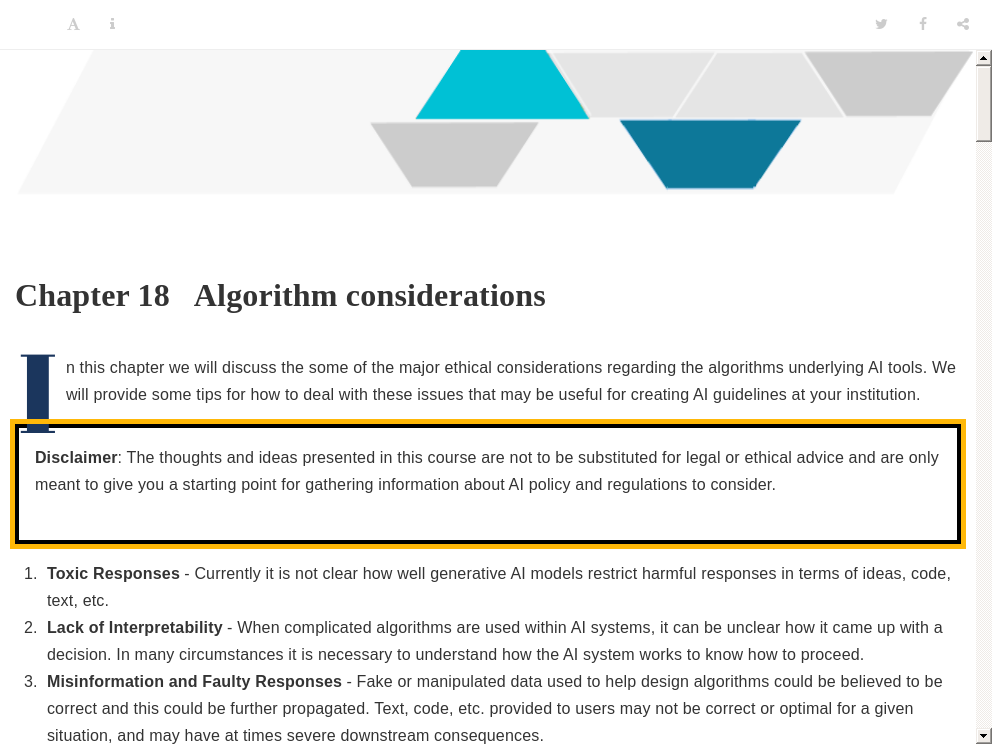 Chapter 18 Algorithm considerations
In this chapter we will discuss the some of the major ethical considerations regarding the algorithms underlying AI tools. We
will provide some tips for how to deal with these issues that may be useful for creating AI guidelines at your institution.
Disclaimer: The thoughts and ideas presented in this course are not to be substituted for legal or ethical advice and are only
meant to give you a starting point for gathering information about AI policy and regulations to consider.
1. Toxic Responses - Currently it is not clear how well generative AI models restrict harmful responses in terms of ideas, code,
text, etc.
2. Lack of Interpretability - When complicated algorithms are used within AI systems, it can be unclear how it came up with a
decision. In many circumstances it is necessary to understand how the AI system works to know how to proceed.
3. Misinformation and Faulty Responses - Fake or manipulated data used to help design algorithms could be believed to be
correct and this could be further propagated. Text, code, etc. provided to users may not be correct or optimal for a given
situation, and may have at times severe downstream consequences.